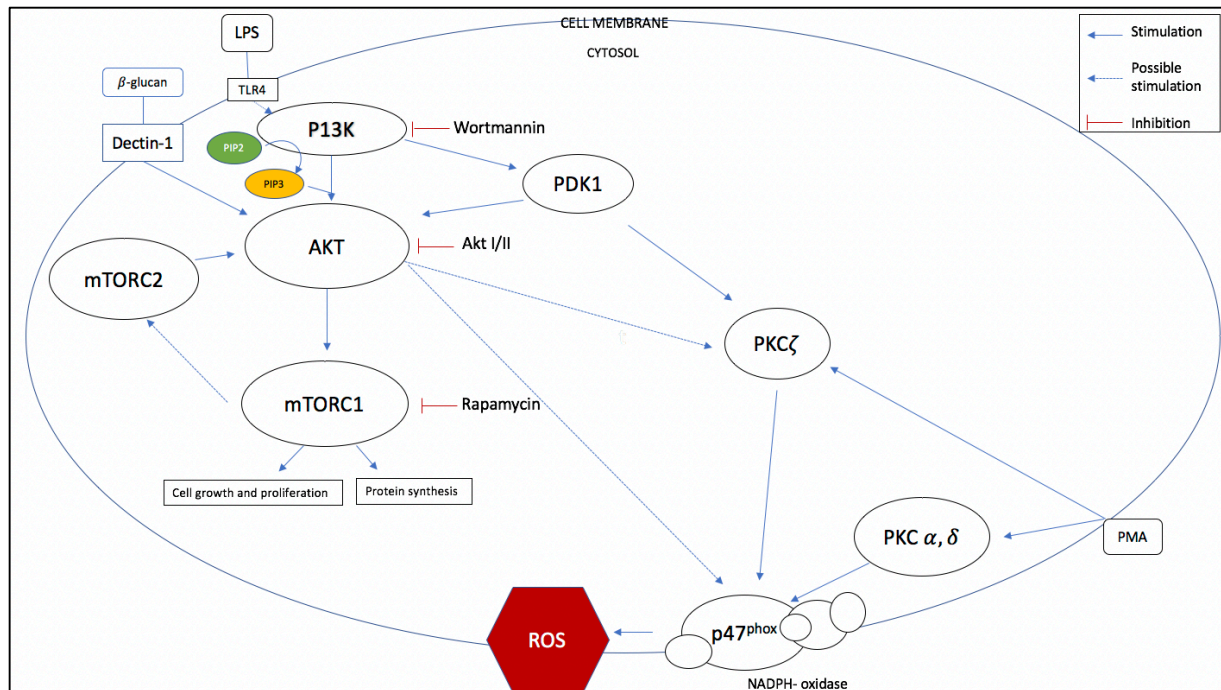 CELL MEMBRANE
CYTOSOL
LPS
TLR4
β-glucan
Dectin-1
P13K
Wortmannin
PIP2
PIP3
PDK1
AKT
Akt I/II
mTORC2
PKCζ
mTORC1
Rapamycin
Cell growth and proliferation
Protein synthesis
PKC α, δ
PMA
ROS
p47phox
NADPH- oxidase
Stimulation
Possible
stimulation
Inhibition